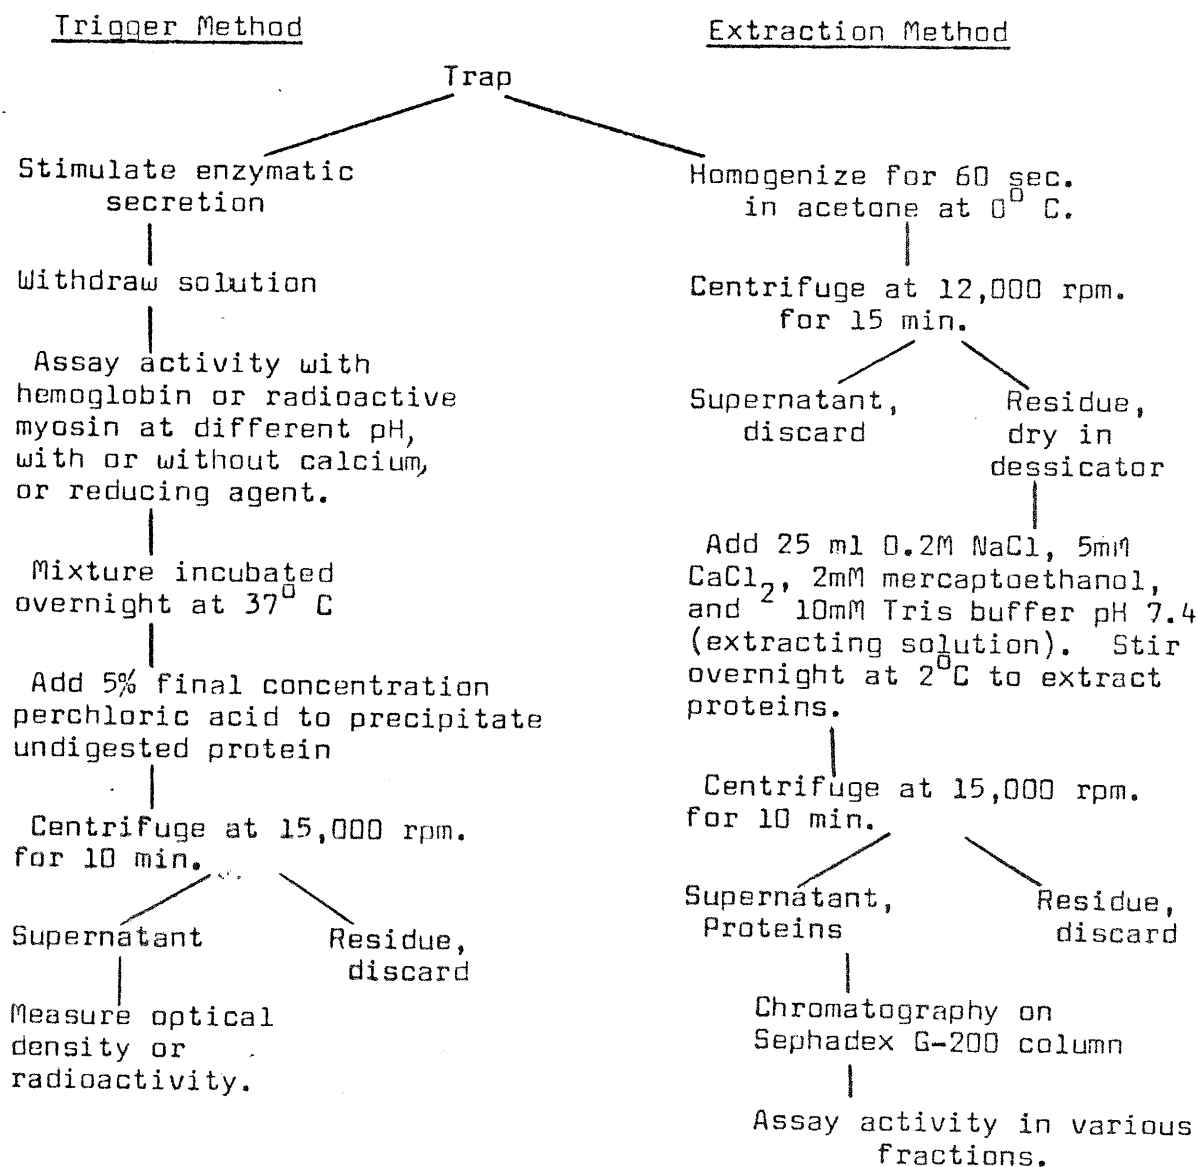 Trigger Method
Extraction Method
Trap
Stimulate enzymatic
secretion
Withdraw solution
Assay activity with
hemoglobin or radioactive
myosin at different pH,
with or without calcium,
or reducing agent.
Mixture incubated
overnight at 37° C
Add 5% final concentration
perchloric acid to precipitate
undigested protein
Centrifuge at 15,000 rpm.
for 10 min.
Supernatant
Residue,
discard
Measure optical
density or
radioactivity.
Homogenize for 60 sec.
in acetone at 0° C.
Centrifuge at 12,000 rpm.
for 15 min.
Supernatant,
discard
Residue,
dry in
dessicator
Add 25 ml 0.2M NaCl, 5mM
CaCl₂, 2mM mercaptoethanol,
and 10mM Tris buffer pH 7.4
(extracting solution). Stir
overnight at 2°C to extract
proteins.
Centrifuge at 15,000 rpm.
for 10 min.
Supernatant,
Proteins
Residue,
discard
Chromatography on
Sephadex G-200 column
Assay activity in various
fractions.